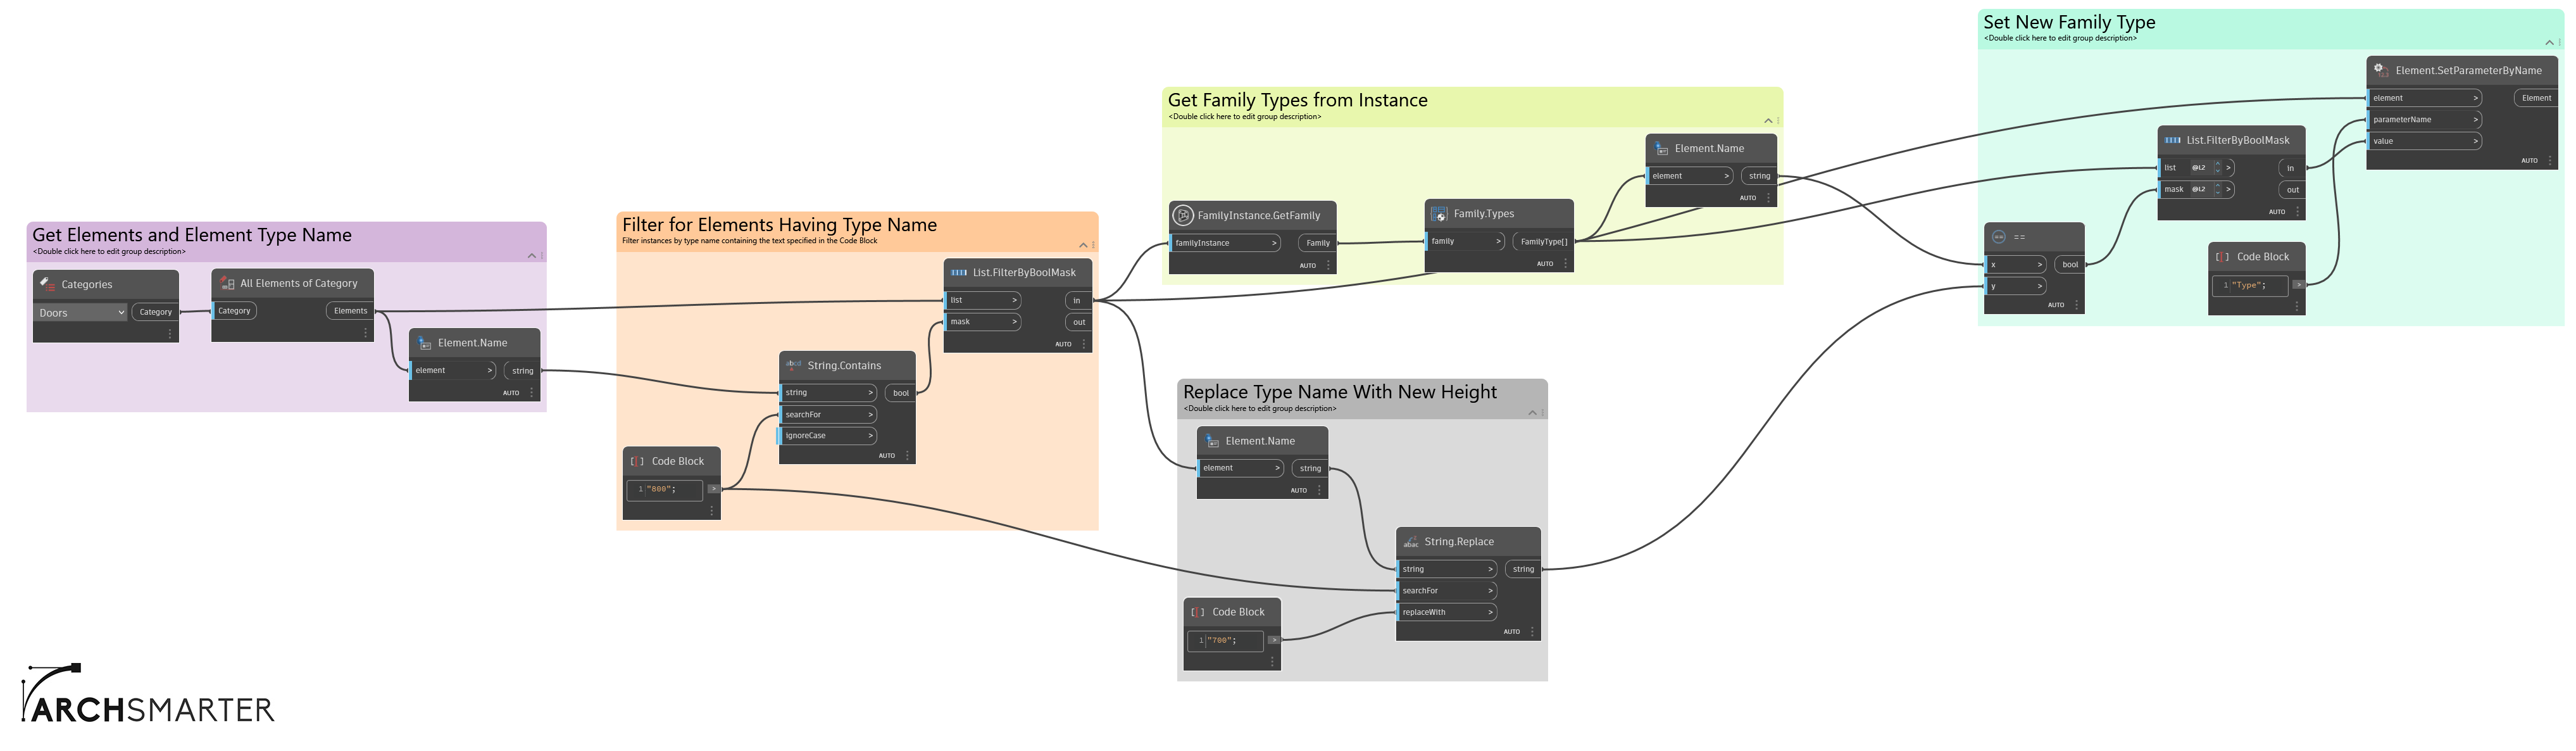 Get Elements and Element Type Name
<Double click here to edit group description>
Categories
Doors
Category
All Elements of Category
Category >
Elements
Element.Name
element >
string
AUTO
Filter for Elements Having Type Name
Filter instances by type name containing the text specified in the Code Block
List.FilterByBoolMask
list >
in
mask >
out
AUTO
String.Contains
string >
bool
searchFor >
ignoreCase >
AUTO
Code Block
1 "800";
>
Get Family Types from Instance
<Double click here to edit group description>
FamilyInstance.GetFamily
familyInstance >
Family
AUTO
Family.Types
family >
FamilyType[]
AUTO
Element.Name
element >
string
AUTO
Replace Type Name With New Height
<Double click here to edit group description>
Element.Name
element >
string
AUTO
String.Replace
string >
string
searchFor >
replaceWith >
AUTO
Code Block
1 "700";
>
Set New Family Type
<Double click here to edit group description>
Element.SetParameterByName
element >
Element
parameterName >
value >
AUTO
List.FilterByBoolMask
list @L2 >
in
mask @L2 >
out
AUTO
==
x >
bool
y >
AUTO
Code Block
1 "Type";
>
ARCHSMARTER